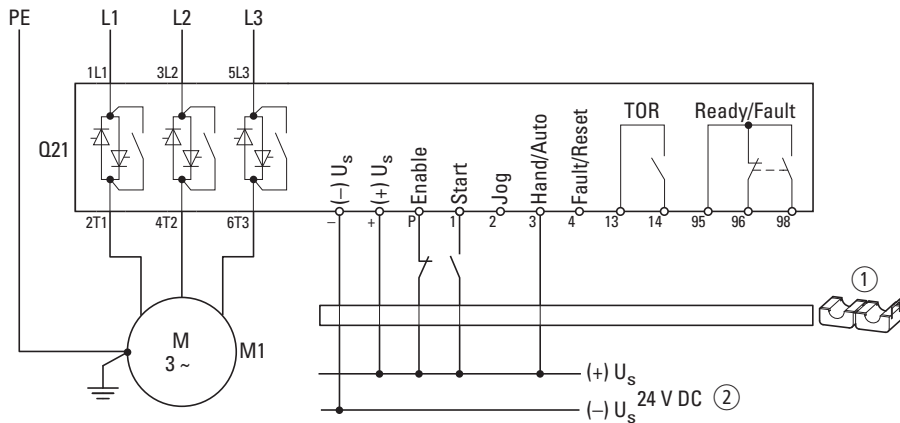 PE L1 L2 L3
1L1 3L2 5L3
Q21
(−) Us
(+) Us
Enable
Start
Jog
Hand/Auto
Fault/Reset
TOR Ready/Fault
2T1 4T2 6T3 − + P 1 2 3 4 13 14 95 96 98
M
3 ~
M1
1
(+) Us
(−) Us 24 V DC 2